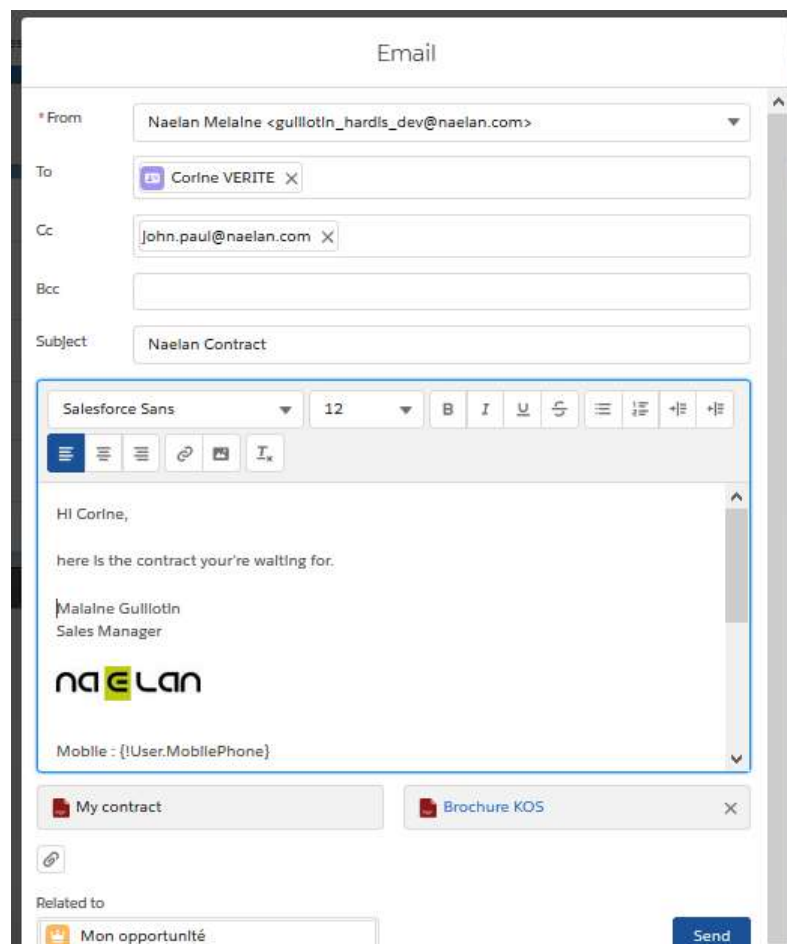 Email
* From Naelan Melaine <guillotin_hardis_dev@naelan.com>
To Corine VERITE
Cc john.paul@naelan.com
Bcc
Subject Naelan Contract
Salesforce Sans 12 B I U S
Hi Corine,
here is the contract your're waiting for.
Malaine Guillotin
Sales Manager
naeLan
Mobile : {!User.MobilePhone}
My contract Brochure KOS
Related to
Mon opportunité Send